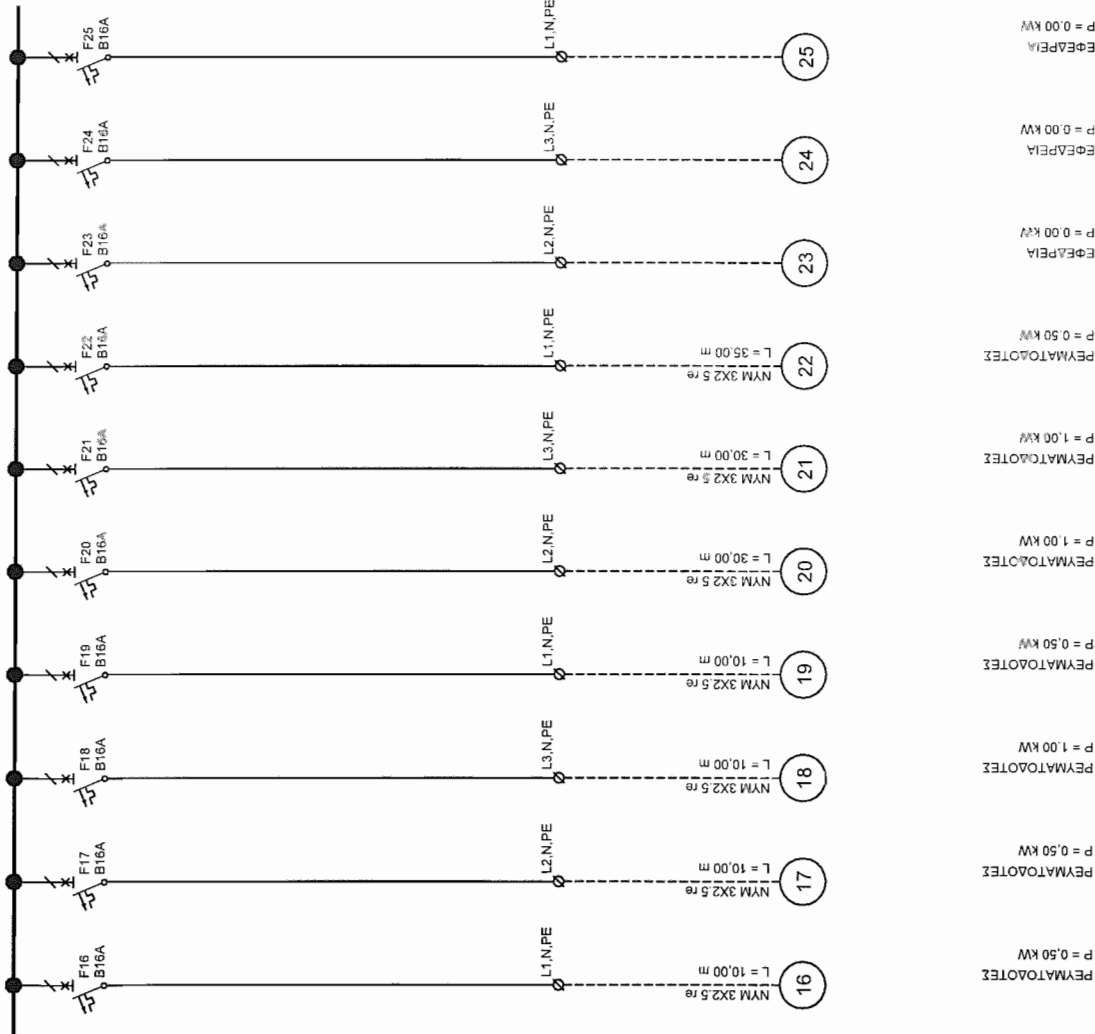 F25
B16A
L1,N,PE
25
ΕΦΕΔΡΕΙΑ
P = 0.00 kW
F24
B16A
L3,N,PE
24
ΕΦΕΔΡΕΙΑ
P = 0.00 kW
F23
B16A
L2,N,PE
23
ΕΦΕΔΡΕΙΑ
P = 0.00 kW
F22
B16A
L1,N,PE
NYM 3X2.5 re
L = 35.00 m
22
ΡΕΥΜΑΤΟΔΟΤΕΣ
P = 0.50 kW
F21
B16A
L3,N,PE
NYM 3X2.5 re
L = 30,00 m
21
ΡΕΥΜΑΤΟΔΟΤΕΣ
P = 1,00 kW
F20
B16A
L2,N,PE
NYM 3X2.5 re
L = 30,00 m
20
ΡΕΥΜΑΤΟΔΟΤΕΣ
P = 1.00 kW
F19
B16A
L1,N,PE
NYM 3X2.5 re
L = 10,00 m
19
ΡΕΥΜΑΤΟΔΟΤΕΣ
P = 0,50 kW
F18
B16A
L3,N,PE
NYM 3X2.5 re
L = 10,00 m
18
ΡΕΥΜΑΤΟΔΟΤΕΣ
P = 1.00 kW
F17
B16A
L2,N,PE
NYM 3X2.5 re
L = 10,00 m
17
ΡΕΥΜΑΤΟΔΟΤΕΣ
P = 0,50 kW
F16
B16A
L1,N,PE
NYM 3X2.5 re
L = 10,00 m
16
ΡΕΥΜΑΤΟΔΟΤΕΣ
P = 0,50 kW